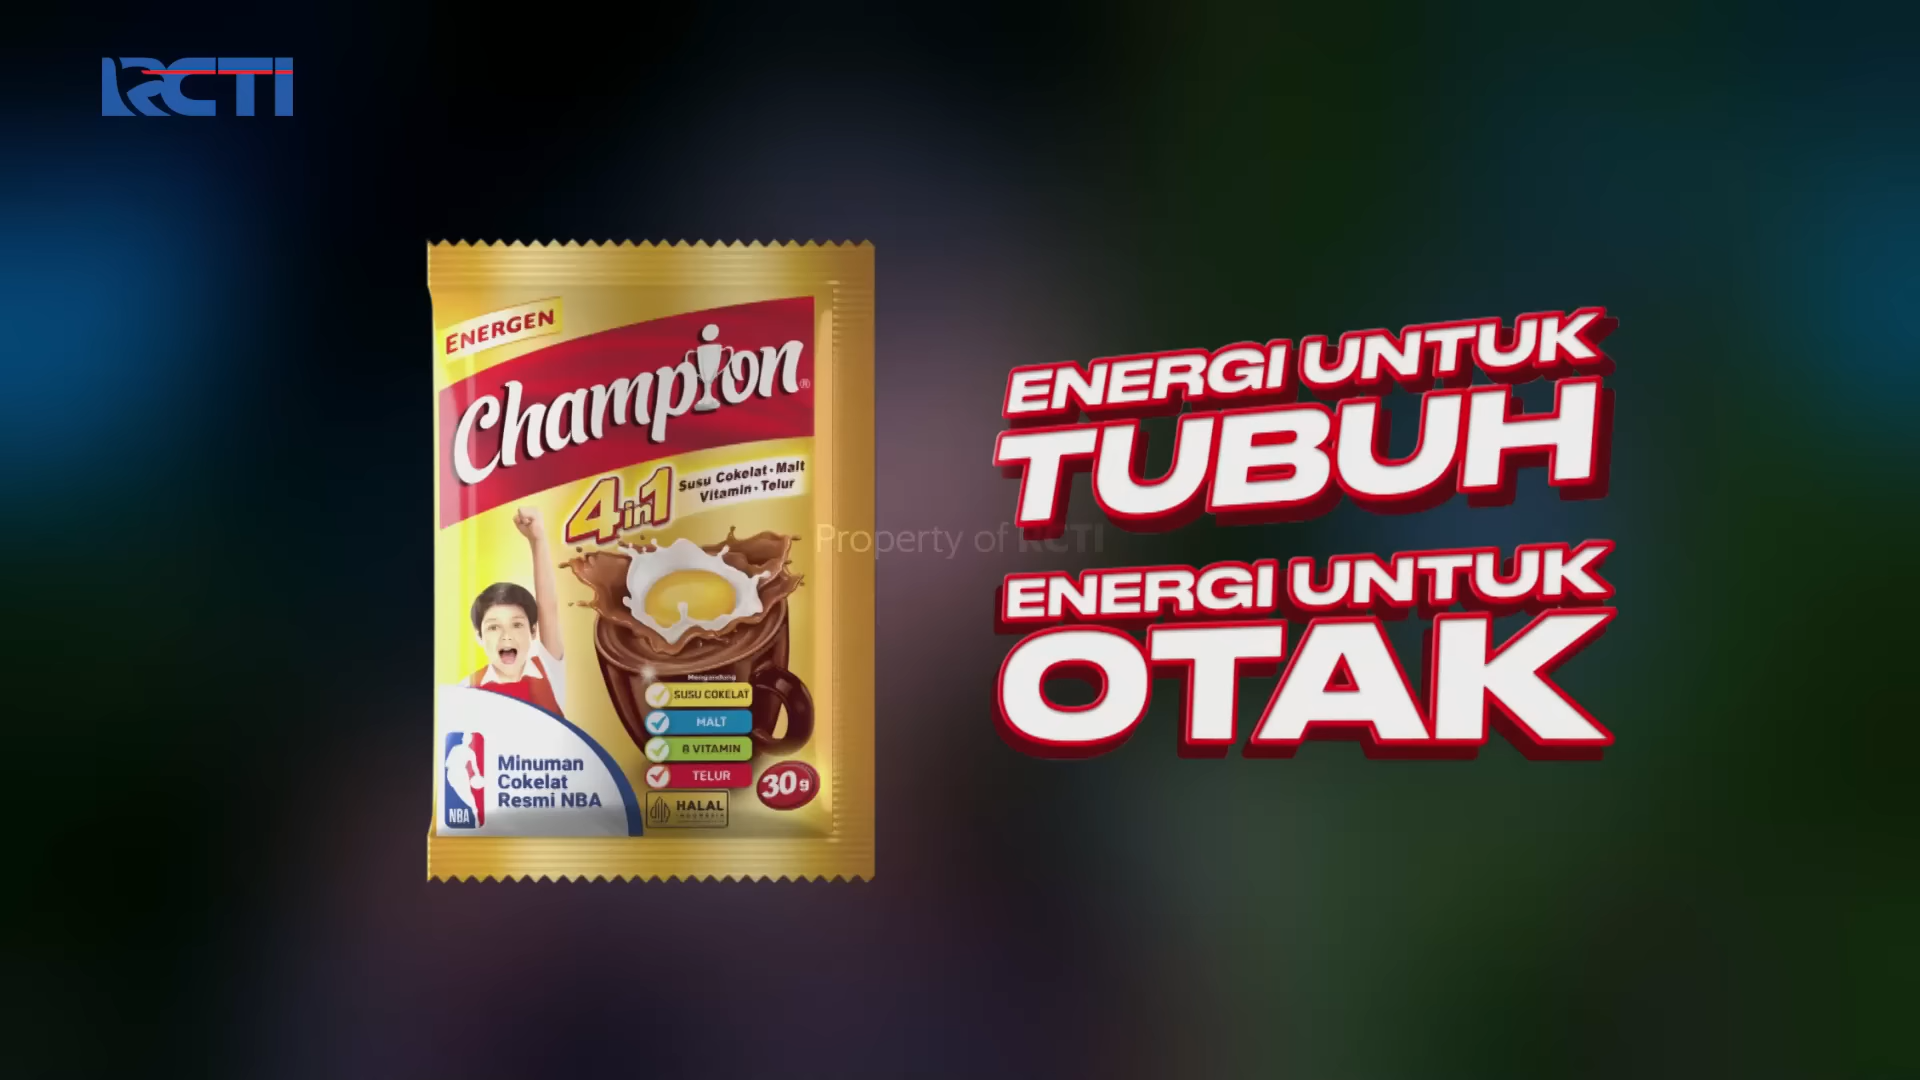 RCTI
ENERGEN
Champion®
4in1
Susu Cokelat • Malt
Vitamin • Telur
Mengandung
SUSU COKELAT
MALT
8 VITAMIN
TELUR
30g
HALAL
INDONESIA
NBA
Minuman
Cokelat
Resmi NBA
Property of RCTI
ENERGI UNTUK
TUBUH
ENERGI UNTUK
OTAK